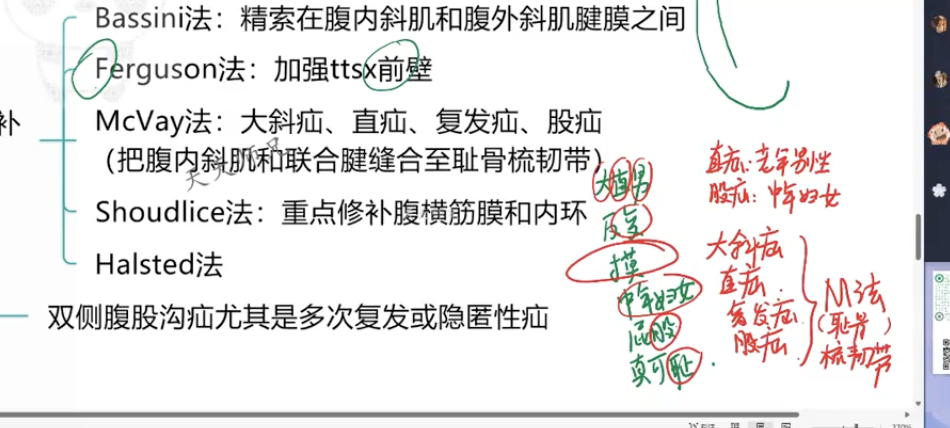 Bassini法：精索在腹内斜肌和腹外斜肌腱膜之间
Ferguson法：加强ttsx前壁
补
McVay法：大斜疝、直疝、复发疝、股疝
（把腹内斜肌和联合腱缝合至耻骨梳韧带）
Shoudlice法：重点修补腹横筋膜和内环
Halsted法
双侧腹股沟疝尤其是多次复发或隐匿性疝
大直男
反复
摸
中年妇女
屁股
真可耻
直疝：老年男性
股疝：中年妇女
大斜疝
直疝
复发疝
股疝
M法
（耻骨）
梳韧带